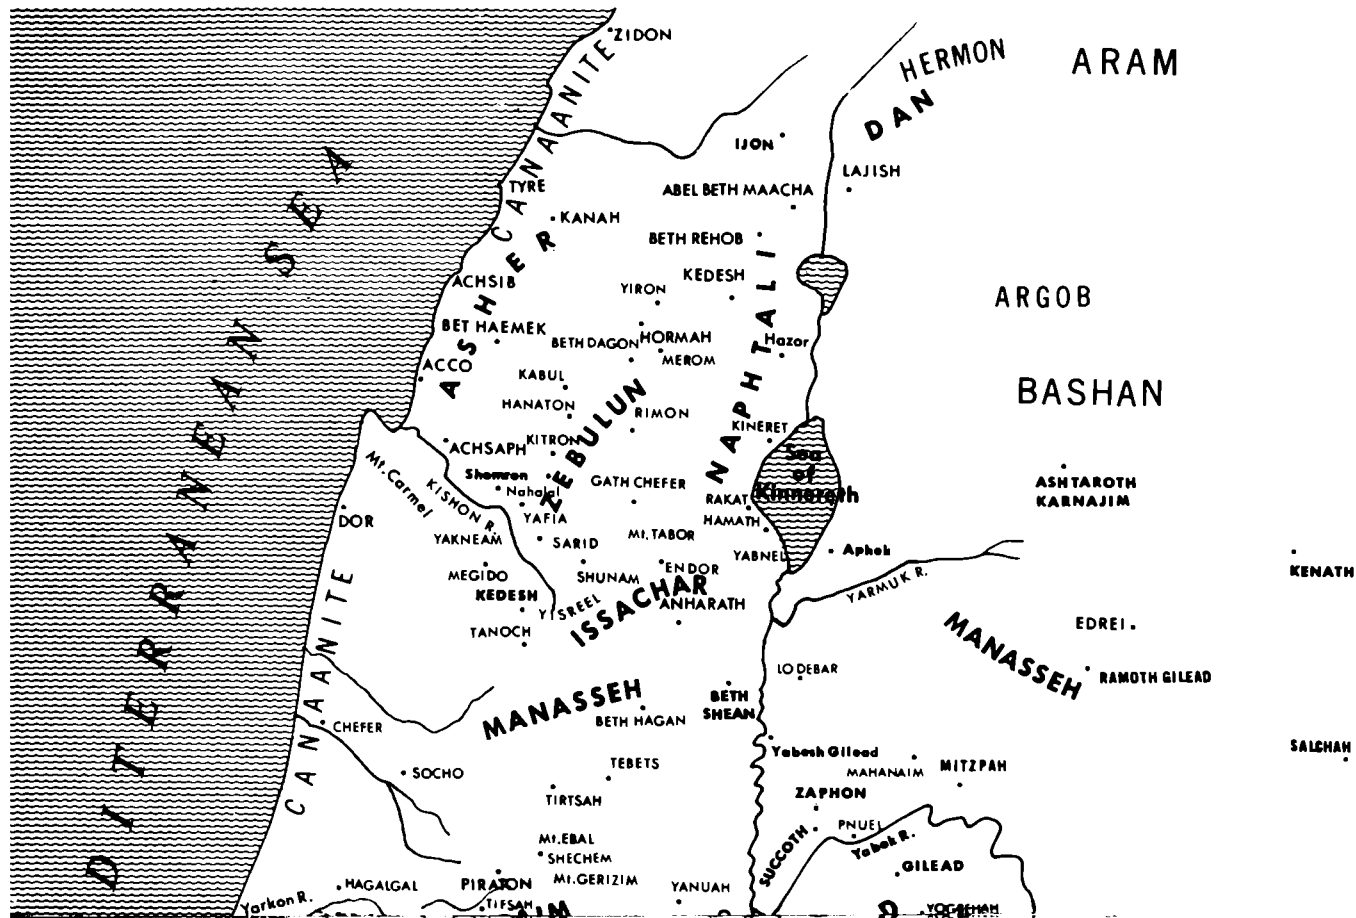 ZIDON
HERMON
ARAM
DAN
CANAANITE
IJON
LAJISH
TYRE
ABEL BETH MAACHA
KANAH
BETH REHOB
ASHER
KEDESH
ACHSIB
YIRON
ARGOB
NAPHTALI
BET HAEMEK
BETH DAGON
HORMAH
Hazor
MEROM
ACCO
KABUL
BASHAN
HANATON
RIMON
ZEBULUN
KINERET
ACHSAPH
KITRON
Sea
of
Kinnereth
Mt. Carmel
Shomron
Nahalal
GATH CHEFER
ASHTAROTH
KARNAJIM
KISHON R.
RAKAT
HAMATH
DOR
YAFIA
YAKNEAM
SARID
Mt. TABOR
YABNEL
Aphek
KENATH
MEGIDO
SHUNAM
ENDOR
KEDESH
YISREEL
ISSACHAR
ANHARATH
YARMUK R.
TANOCH
EDREI
MANASSEH
RAMOTH GILEAD
LO DEBAR
MANASSEH
BETH
SHEAN
BETH HAGAN
CANAANITE
CHEFER
Yabesh Gilead
SALCHAH
SOCHO
TEBETS
MAHANAIM
MITZPAH
TIRTSAH
ZAPHON
DITERRANEAN SEA
PNUEL
Yabok R.
SUCCOTH
Mt. EBAL
SHECHEM
GILEAD
Mt. GERIZIM
HAGALGAL
PIRATON
YANUAH
Yarkon R.
TIFSAH
YOGBEHAH